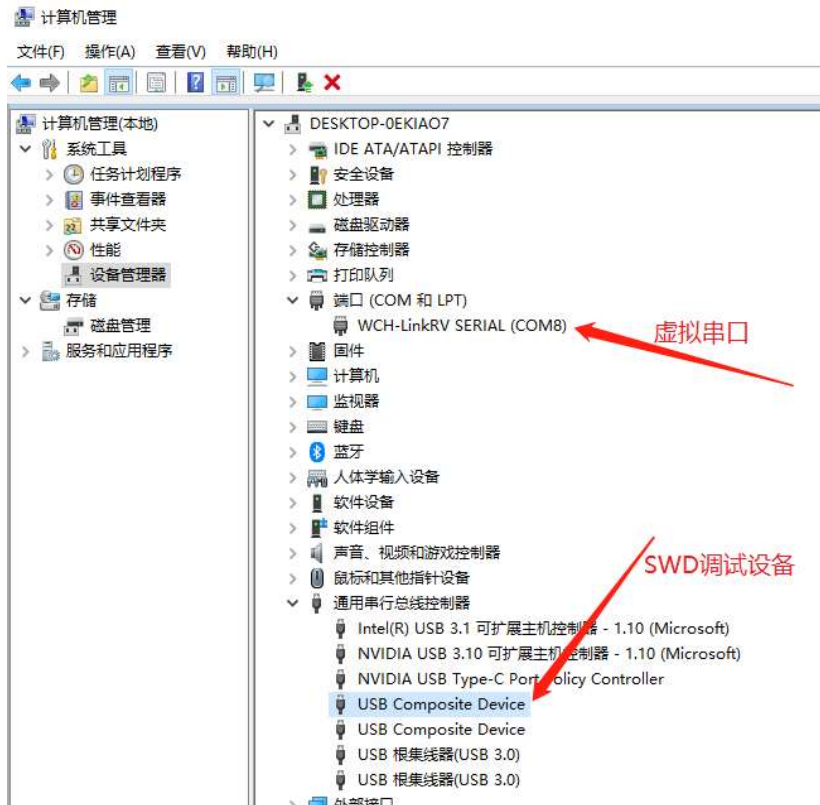 计算机管理
文件(F) 操作(A) 查看(V) 帮助(H)
计算机管理(本地)
系统工具
任务计划程序
事件查看器
共享文件夹
性能
设备管理器
存储
磁盘管理
服务和应用程序
DESKTOP-0EKIAO7
IDE ATA/ATAPI 控制器
安全设备
处理器
磁盘驱动器
存储控制器
打印队列
端口 (COM 和 LPT)
WCH-LinkRV SERIAL (COM8)
虚拟串口
固件
计算机
监视器
键盘
蓝牙
人体学输入设备
软件设备
软件组件
声音、视频和游戏控制器
SWD调试设备
鼠标和其他指针设备
通用串行总线控制器
Intel(R) USB 3.1 可扩展主机控制器 - 1.10 (Microsoft)
NVIDIA USB 3.10 可扩展主机控制器 - 1.10 (Microsoft)
NVIDIA USB Type-C Port Policy Controller
USB Composite Device
USB Composite Device
USB 根集线器(USB 3.0)
USB 根集线器(USB 3.0)
外部接口